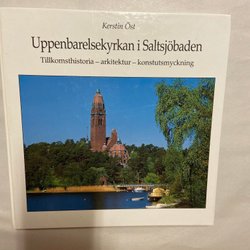 Kerstin Öst
Uppenbarelsekyrkan i Saltsjöbaden
Tillkomsthistoria – arkitektur – konstutsmyckning